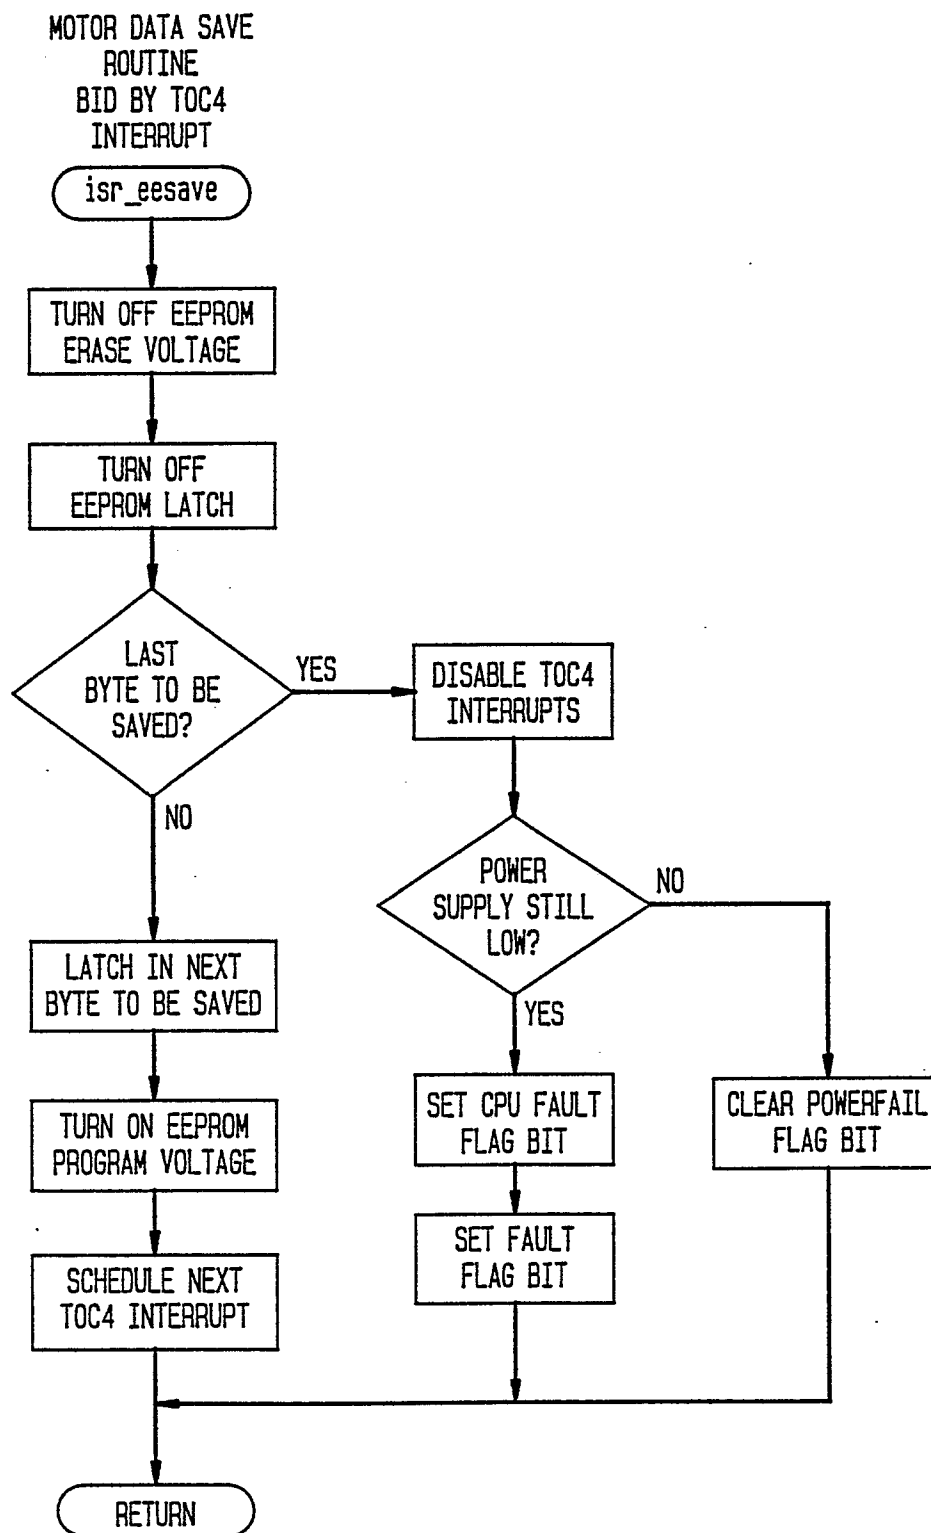 MOTOR DATA SAVE
ROUTINE
BID BY TOC4
INTERRUPT
isr_eesave
TURN OFF EEPROM
ERASE VOLTAGE
TURN OFF
EEPROM LATCH
LAST
BYTE TO BE
SAVED?
YES
DISABLE TOC4
INTERRUPTS
NO
POWER
SUPPLY STILL
LOW?
NO
YES
LATCH IN NEXT
BYTE TO BE SAVED
SET CPU FAULT
FLAG BIT
CLEAR POWERFAIL
FLAG BIT
TURN ON EEPROM
PROGRAM VOLTAGE
SET FAULT
FLAG BIT
SCHEDULE NEXT
TOC4 INTERRUPT
RETURN